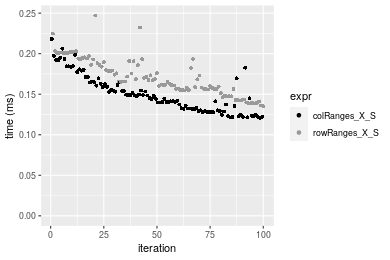 0.25
0.20
0.15
0.10
0.05
0.00
time (ms)
0
25
50
75
100
iteration
expr
colRanges_X_S
rowRanges_X_S